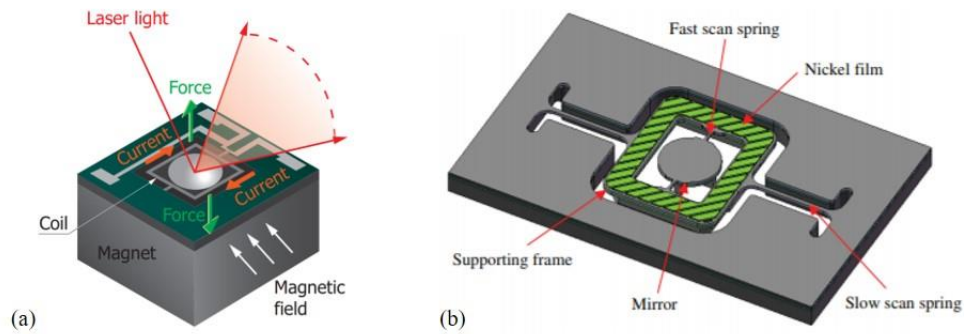 (a)
Laser light
Force
Current
Current
Coil
Force
Magnet
Magnetic
field
(b)
Fast scan spring
Nickel film
Supporting frame
Mirror
Slow scan spring